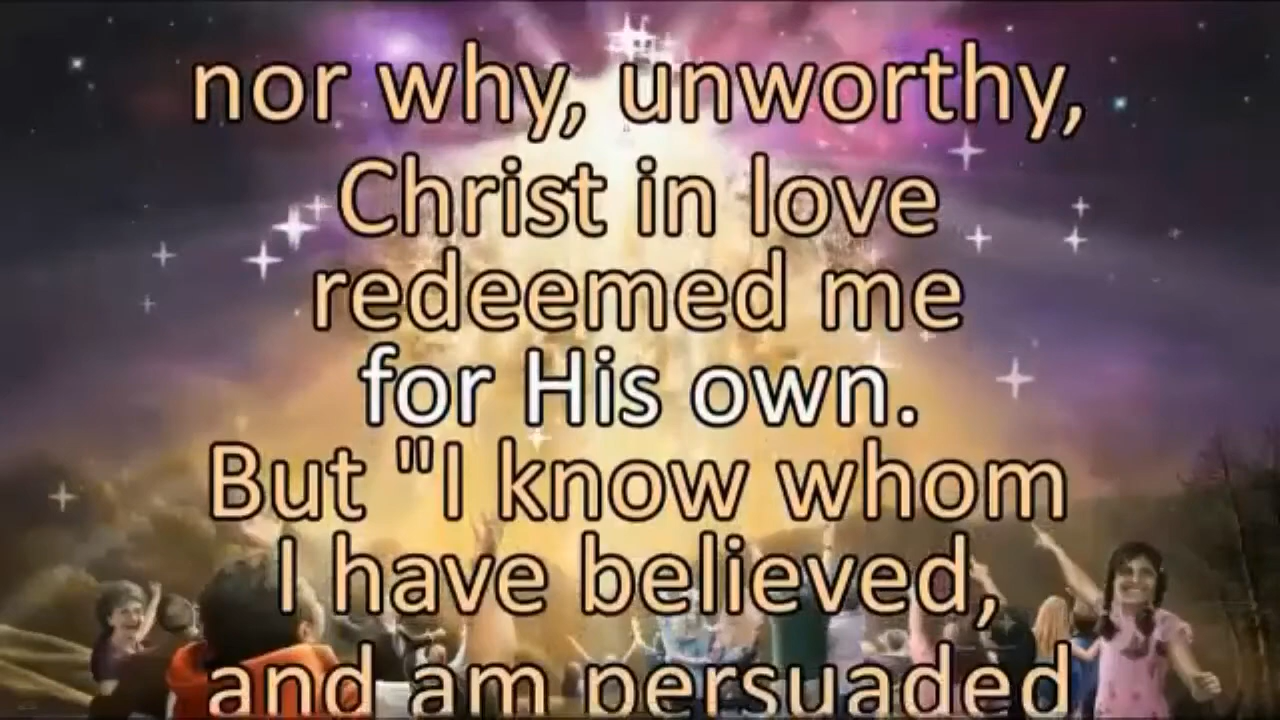 nor why, unworthy,
Christ in love
redeemed me
for His own.
But "I know whom
I have believed,
and am persuaded